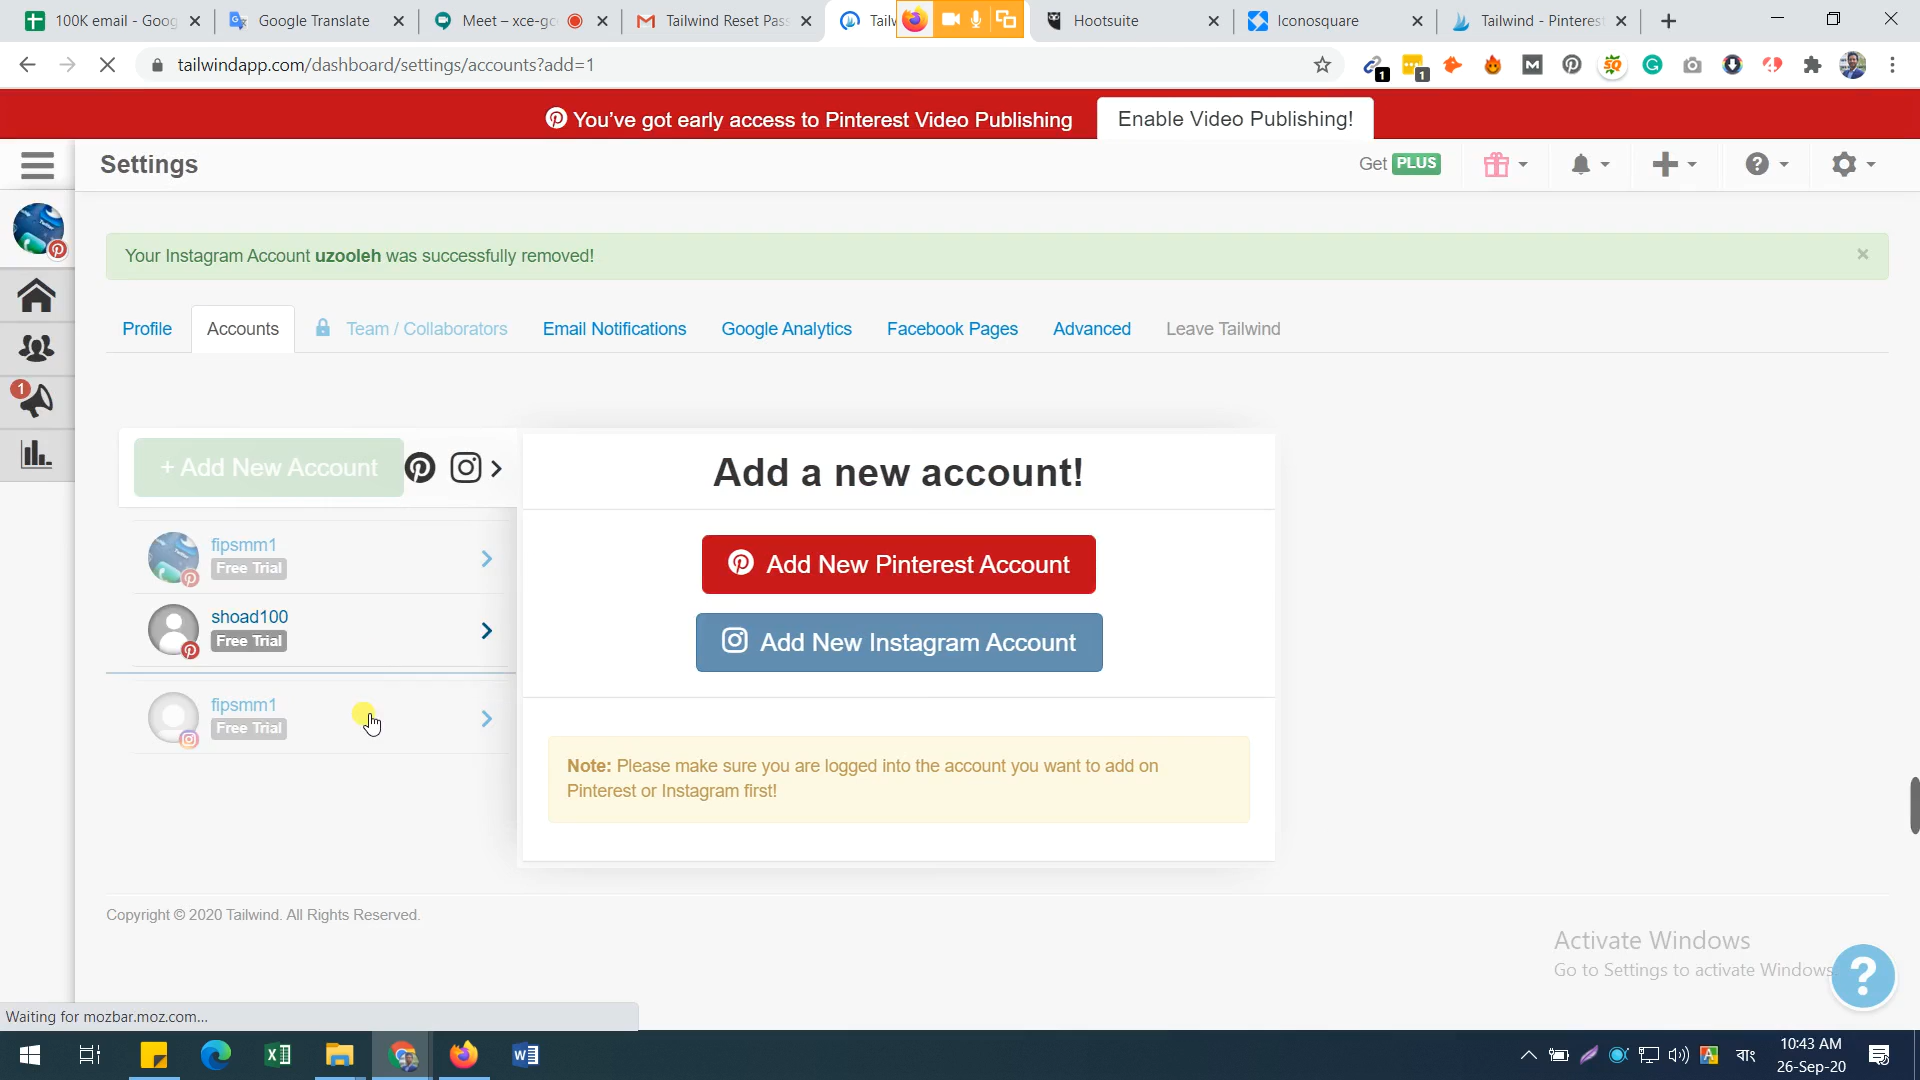 100K email - Goog
Google Translate
Meet – xce-go
Tailwind Reset Pass
Tailw
Hootsuite
Iconosquare
Tailwind - Pinterest
tailwindapp.com/dashboard/settings/accounts?add=1
1
1
You've got early access to Pinterest Video Publishing
Enable Video Publishing!
Settings
Get PLUS
Your Instagram Account uzooleh was successfully removed!
Profile
Accounts
Team / Collaborators
Email Notifications
Google Analytics
Facebook Pages
Advanced
Leave Tailwind
1
+ Add New Account
Add a new account!
fipsmm1
Free Trial
Add New Pinterest Account
shoad100
Free Trial
Add New Instagram Account
fipsmm1
Free Trial
Note: Please make sure you are logged into the account you want to add on
Pinterest or Instagram first!
Copyright © 2020 Tailwind. All Rights Reserved.
Activate Windows
Go to Settings to activate Windows
Waiting for mozbar.moz.com...
বাং
10:43 AM
26-Sep-20